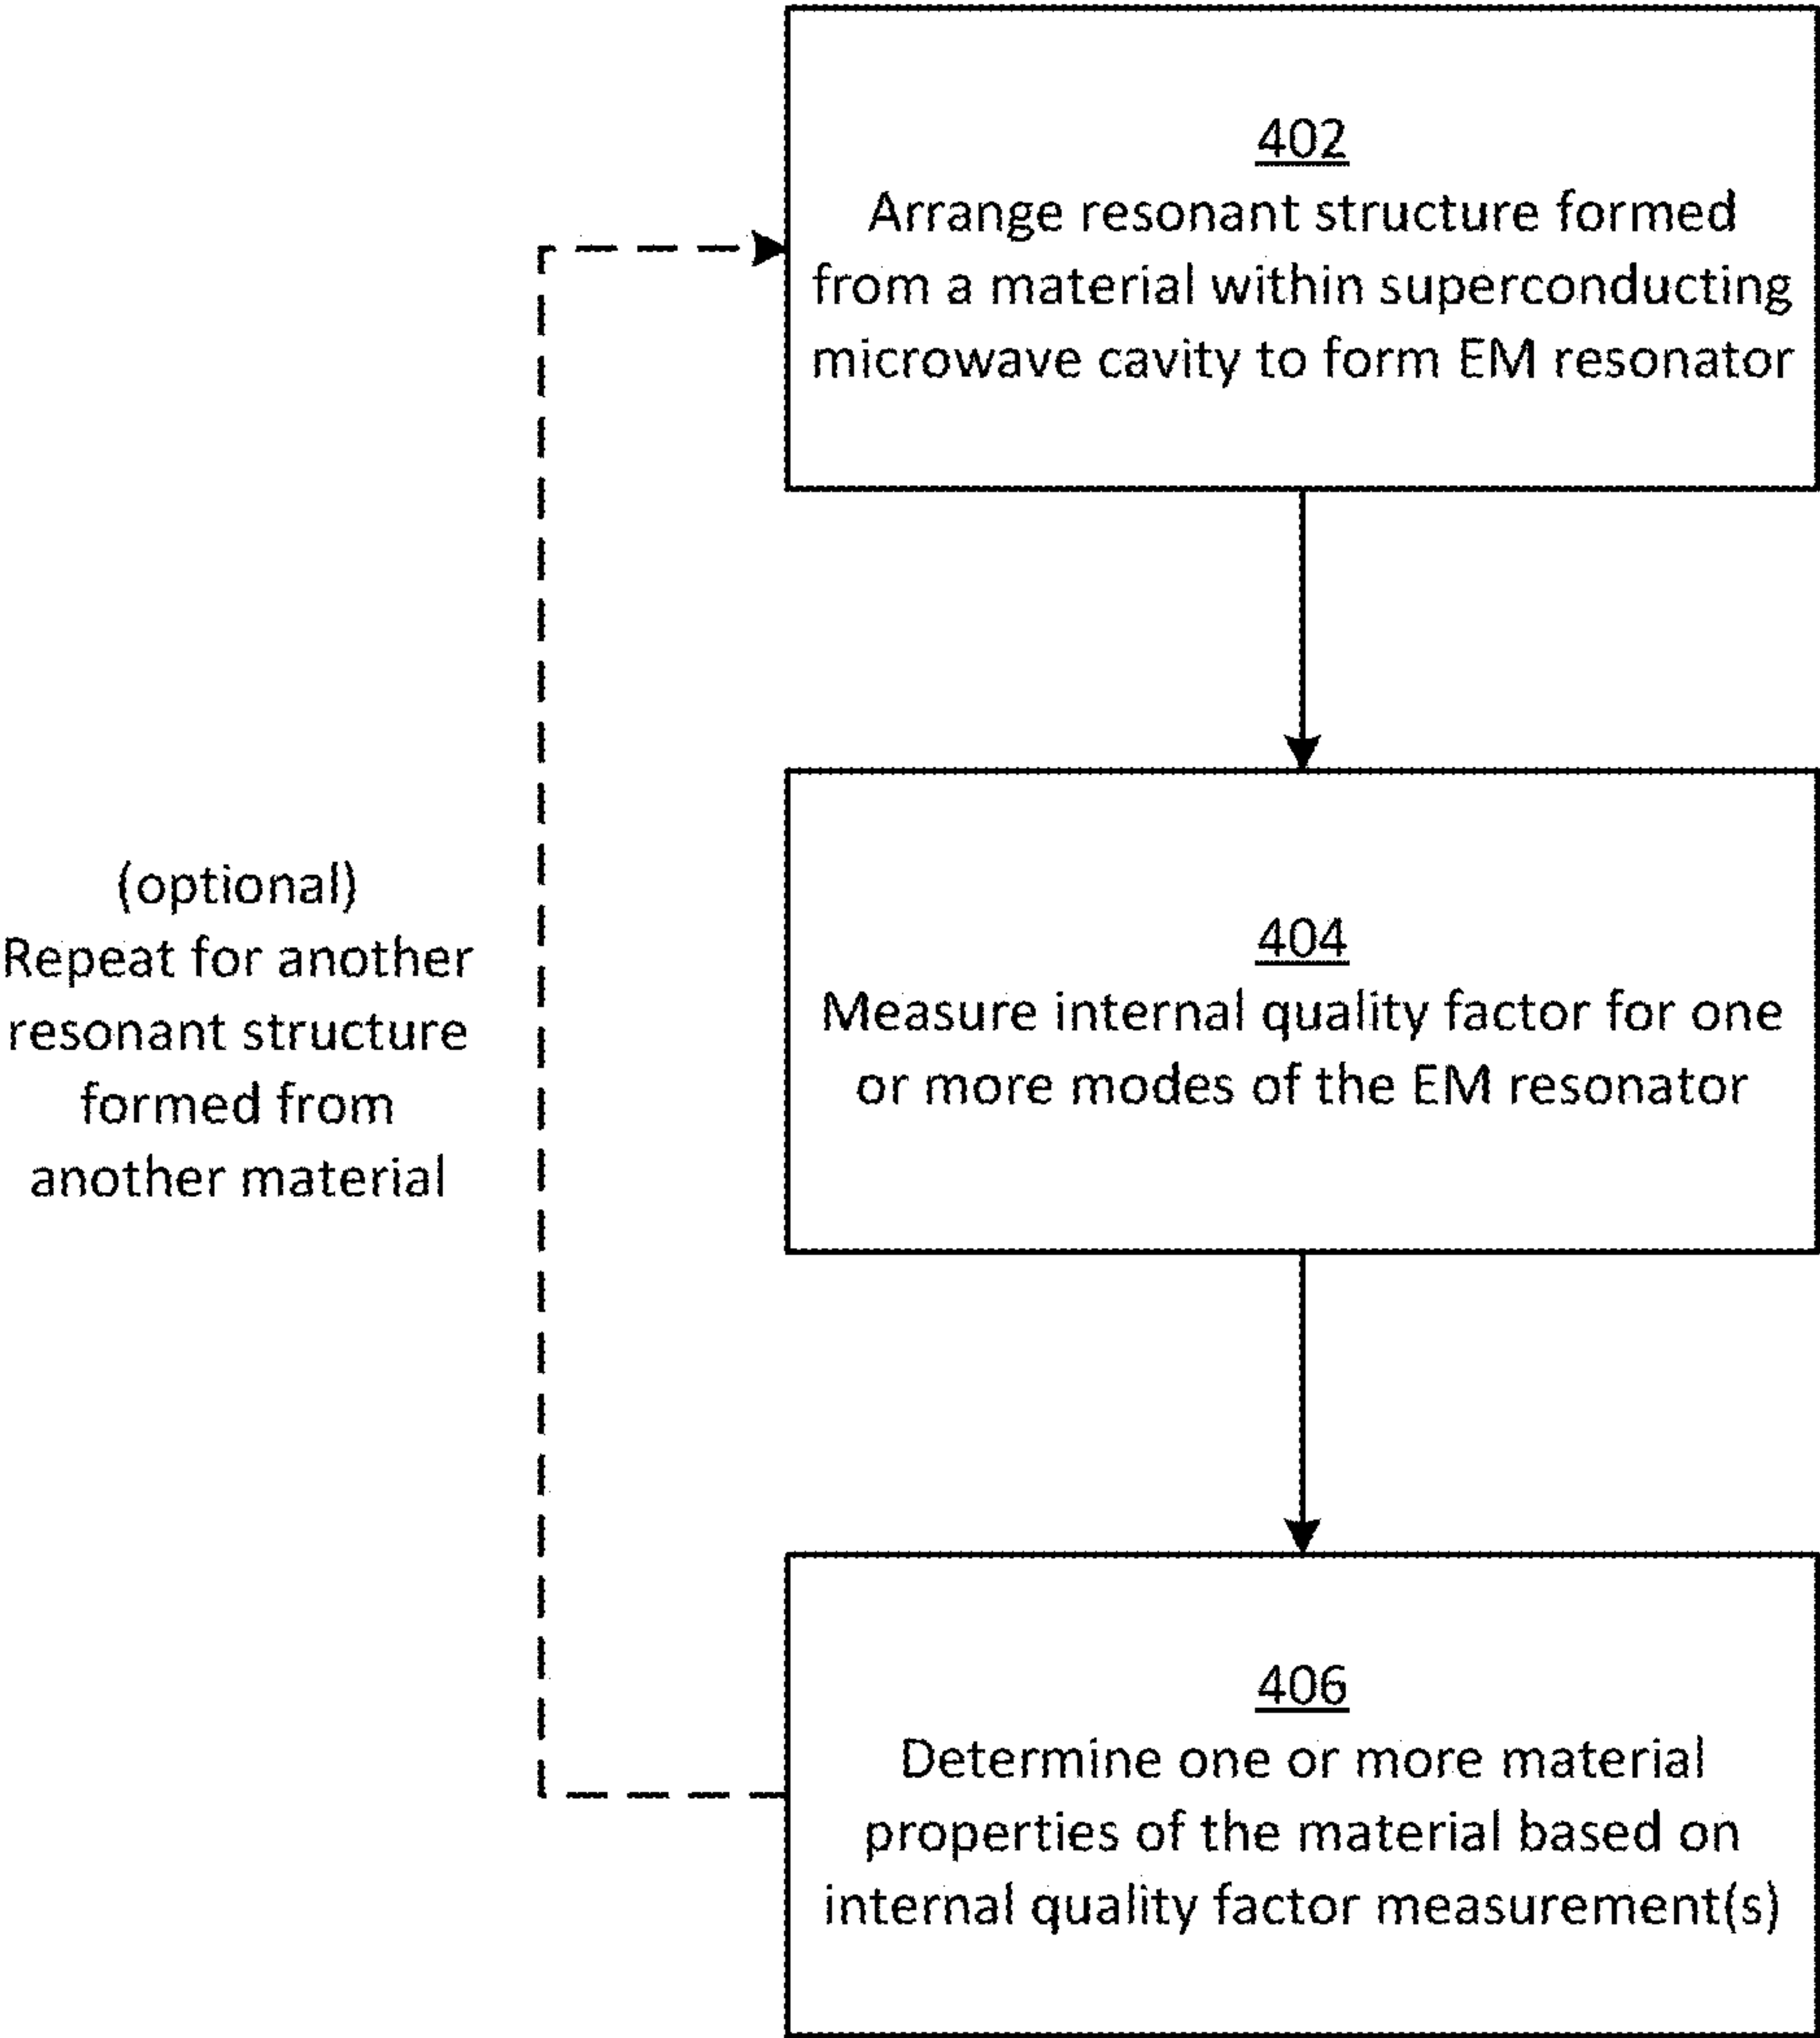 402
Arrange resonant structure formed
from a material within superconducting
microwave cavity to form EM resonator
(optional)
Repeat for another
resonant structure
formed from
another material
404
Measure internal quality factor for one
or more modes of the EM resonator
406
Determine one or more material
properties of the material based on
internal quality factor measurement(s)